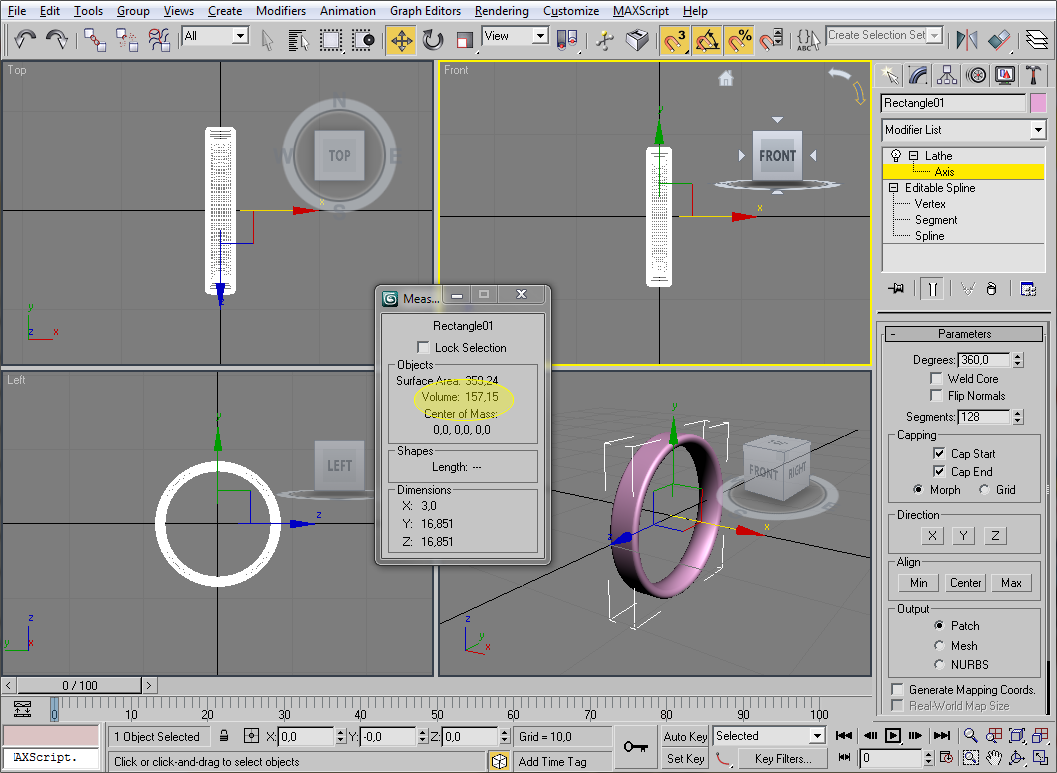 File Edit Tools Group Views Create Modifiers Animation Graph Editors Rendering Customize MAXScript Help
All View 3 % ABC Create Selection Set
Top
N
W TOP E
S
x
z
y
z x
Front
y
FRONT
x
Rectangle01
Modifier List
Lathe
Axis
Editable Spline
Vertex
Segment
Spline
Meas...
Rectangle01
Lock Selection
Objects
Surface Area: 359,24
Volume: 157,15
Center of Mass:
0,0, 0,0, 0,0
Shapes
Length: ---
Dimensions
X: 3,0
Y: 16,851
Z: 16,851
Left
y
LEFT
z
z
y x
y
TOP
FRONT RIGHT
z
x
z
y
x
- Parameters
Degrees: 360,0
Weld Core
Flip Normals
Segments: 128
Capping
Cap Start
Cap End
Morph Grid
Direction
X Y Z
Align
Min Center Max
Output
Patch
Mesh
NURBS
Generate Mapping Coords.
Real-World Map Size
< 0 / 100 >
0 10 20 30 40 50 60 70 80 90 100
1 Object Selected X: 0,0 Y: -0,0 Z: 0,0 Grid = 10,0 Auto Key Selected
AXScript. Click or click-and-drag to select objects Add Time Tag Set Key Key Filters... 0